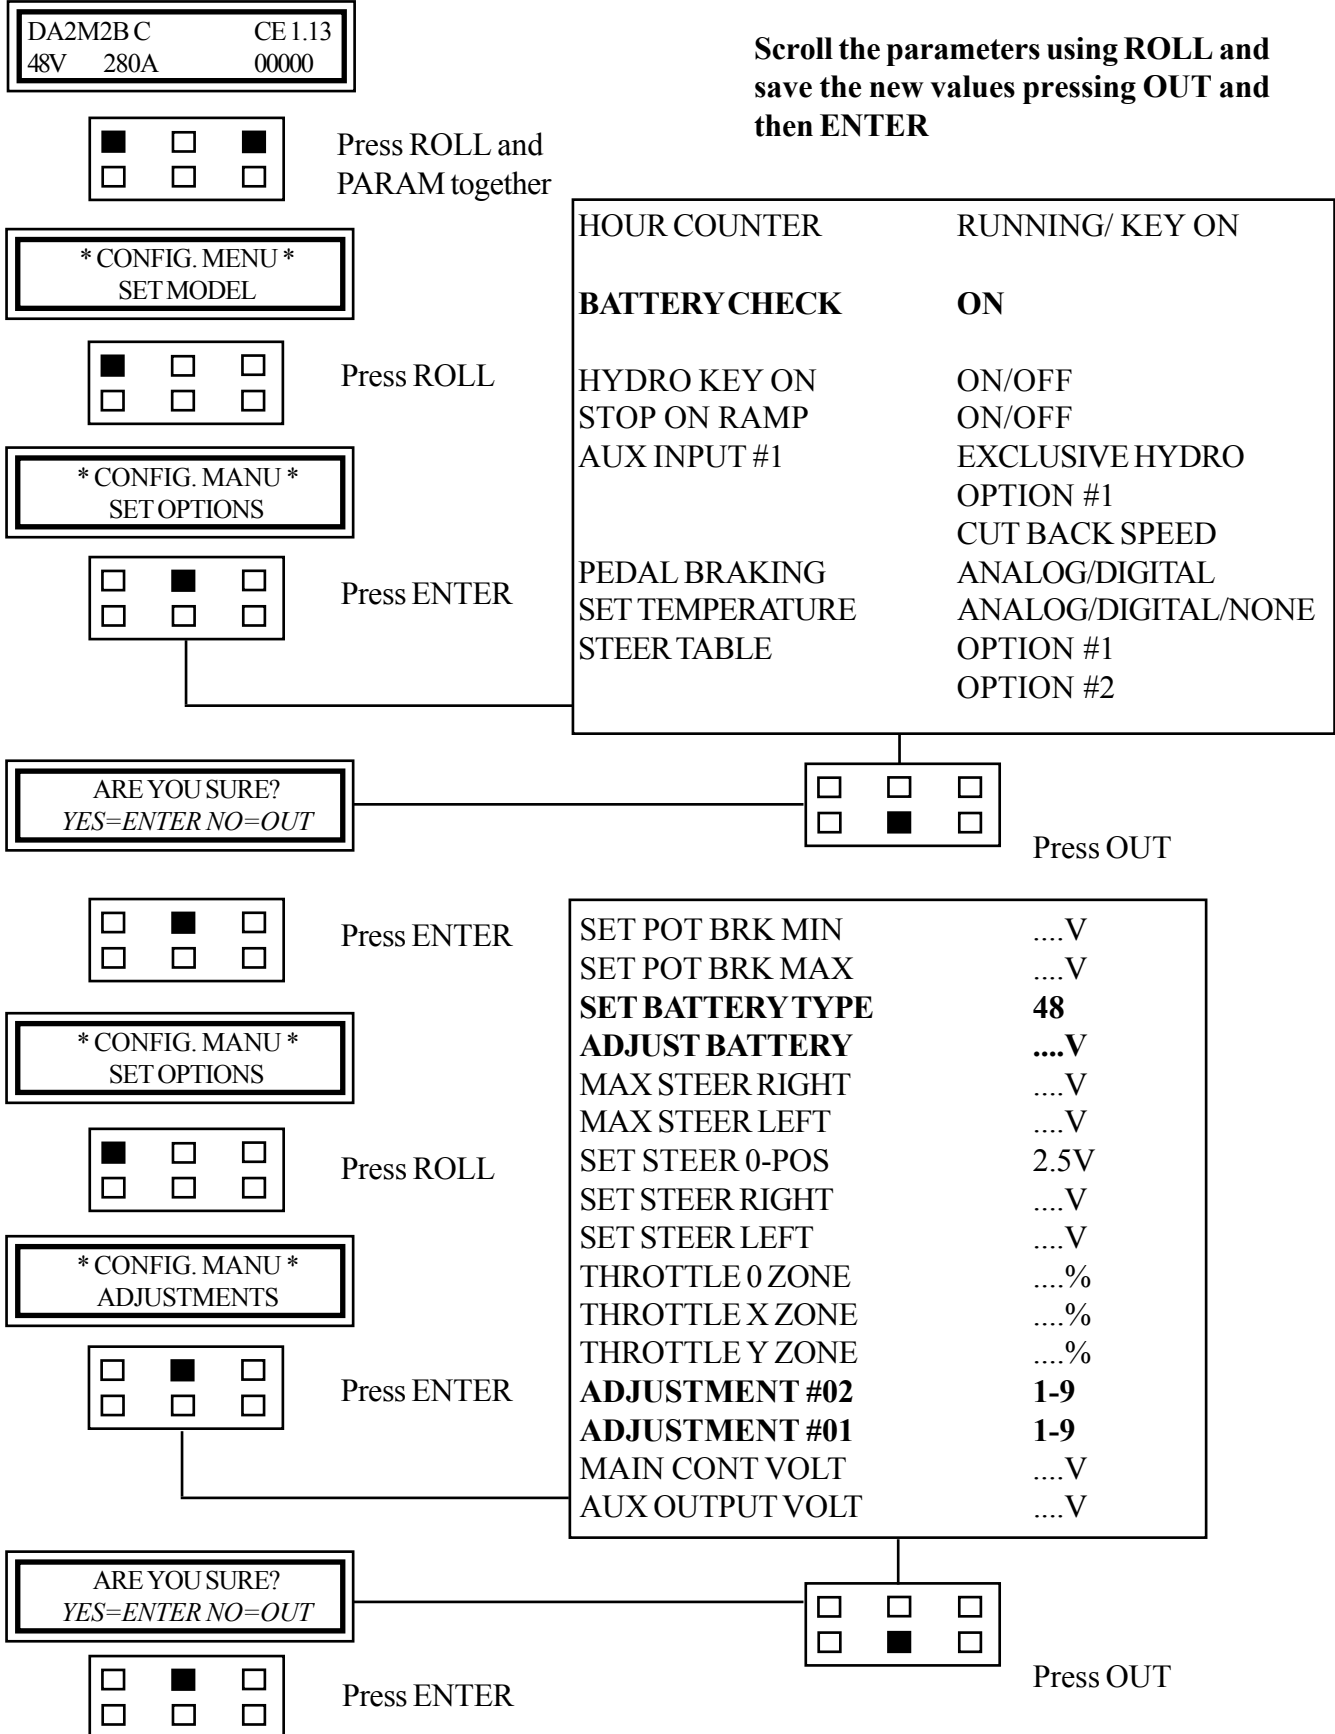 DA2M2B C CE 1.13
48V 280A 00000
Scroll the parameters using ROLL and
save the new values pressing OUT and
then ENTER
Press ROLL and
PARAM together
* CONFIG. MENU *
SET MODEL
Press ROLL
* CONFIG. MANU *
SET OPTIONS
Press ENTER
HOUR COUNTER RUNNING/ KEY ON
BATTERY CHECK ON
HYDRO KEY ON ON/OFF
STOP ON RAMP ON/OFF
AUX INPUT #1 EXCLUSIVE HYDRO
OPTION #1
CUT BACK SPEED
PEDAL BRAKING ANALOG/DIGITAL
SET TEMPERATURE ANALOG/DIGITAL/NONE
STEER TABLE OPTION #1
OPTION #2
Press OUT
ARE YOU SURE?
YES=ENTER NO=OUT
Press ENTER
* CONFIG. MANU *
SET OPTIONS
Press ROLL
* CONFIG. MANU *
ADJUSTMENTS
Press ENTER
SET POT BRK MIN ....V
SET POT BRK MAX ....V
SET BATTERY TYPE 48
ADJUST BATTERY ....V
MAX STEER RIGHT ....V
MAX STEER LEFT ....V
SET STEER 0-POS 2.5V
SET STEER RIGHT ....V
SET STEER LEFT ....V
THROTTLE 0 ZONE ....%
THROTTLE X ZONE ....%
THROTTLE Y ZONE ....%
ADJUSTMENT #02 1-9
ADJUSTMENT #01 1-9
MAIN CONT VOLT ....V
AUX OUTPUT VOLT ....V
Press OUT
ARE YOU SURE?
YES=ENTER NO=OUT
Press ENTER